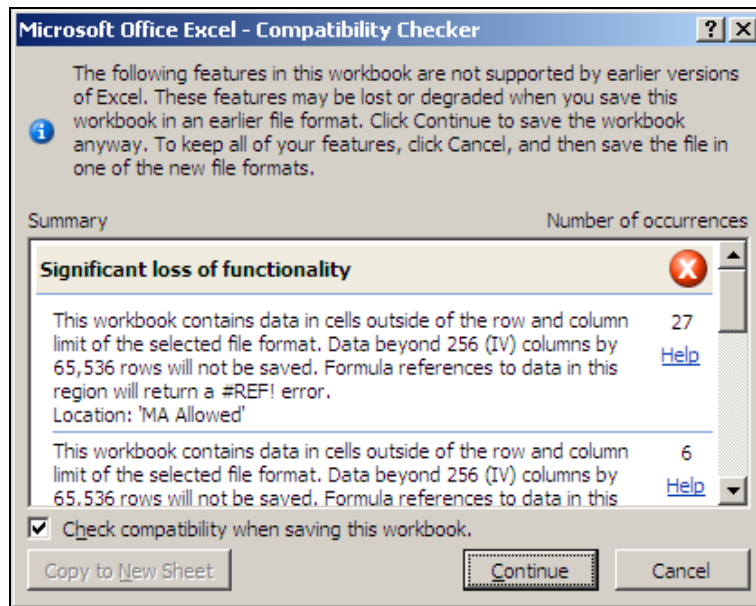 Microsoft Office Excel - Compatibility Checker
The following features in this workbook are not supported by earlier versions
of Excel. These features may be lost or degraded when you save this
workbook in an earlier file format. Click Continue to save the workbook
anyway. To keep all of your features, click Cancel, and then save the file in
one of the new file formats.
Summary Number of occurrences
Significant loss of functionality
This workbook contains data in cells outside of the row and column 27
limit of the selected file format. Data beyond 256 (IV) columns by Help
65,536 rows will not be saved. Formula references to data in this
region will return a #REF! error.
Location: 'MA Allowed'
This workbook contains data in cells outside of the row and column 6
limit of the selected file format. Data beyond 256 (IV) columns by Help
65,536 rows will not be saved. Formula references to data in this
Check compatibility when saving this workbook.
Copy to New Sheet Continue Cancel